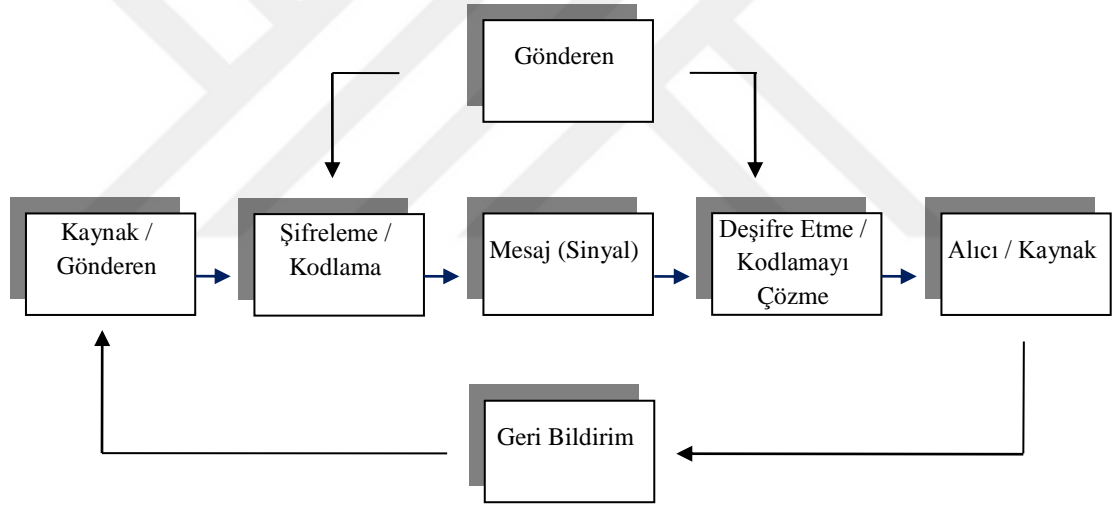 Gönderen
Kaynak /
Gönderen
Şifreleme /
Kodlama
Mesaj (Sinyal)
Deşifre Etme /
Kodlamayı
Çözme
Alıcı / Kaynak
Geri Bildirim